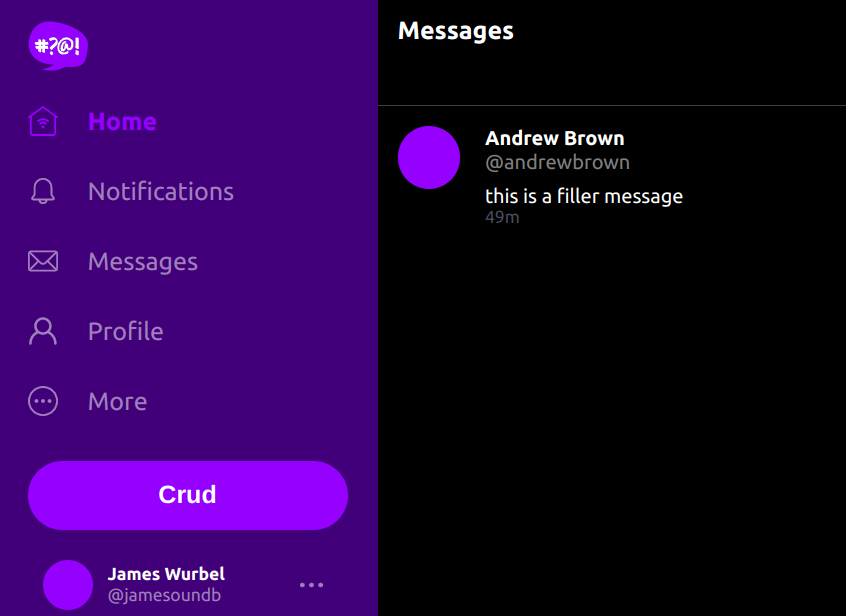 #?@!
Home
Notifications
Messages
Profile
More
Crud
James Wurbel
@jamesoundb
Messages
Andrew Brown
@andrewbrown
this is a filler message
49m